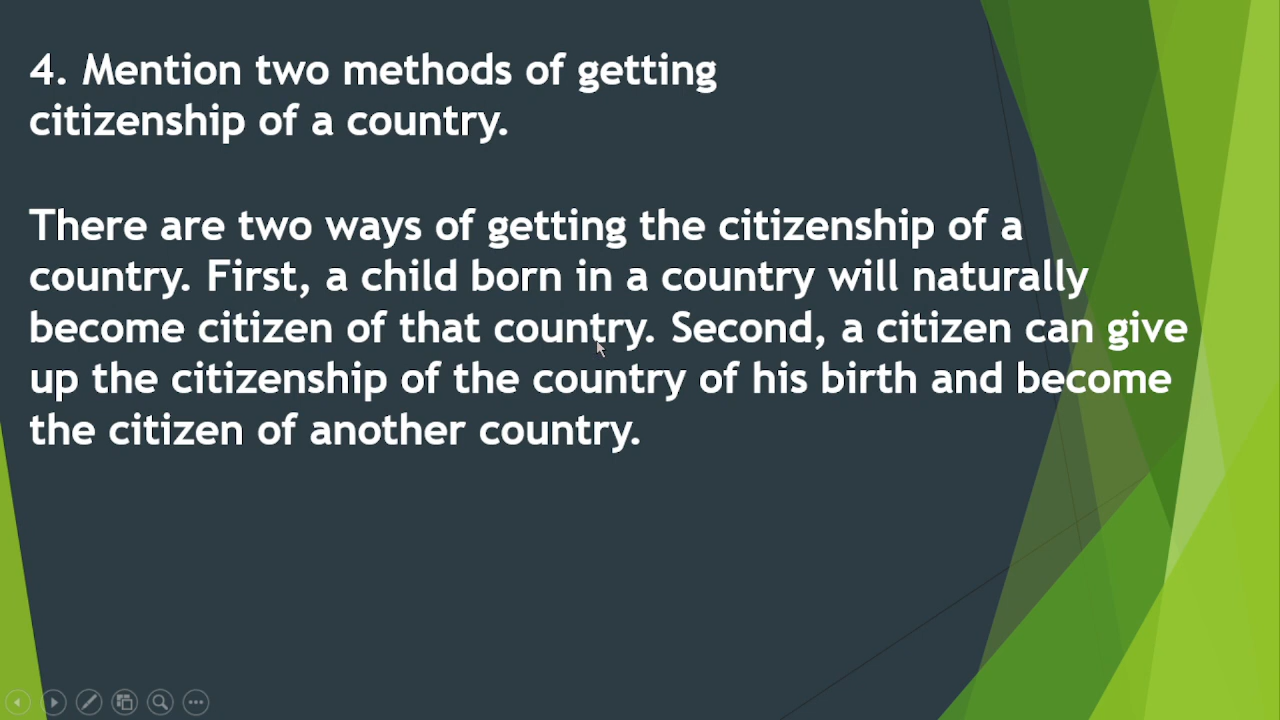 4. Mention two methods of getting
citizenship of a country.
There are two ways of getting the citizenship of a
country. First, a child born in a country will naturally
become citizen of that country. Second, a citizen can give
up the citizenship of the country of his birth and become
the citizen of another country.